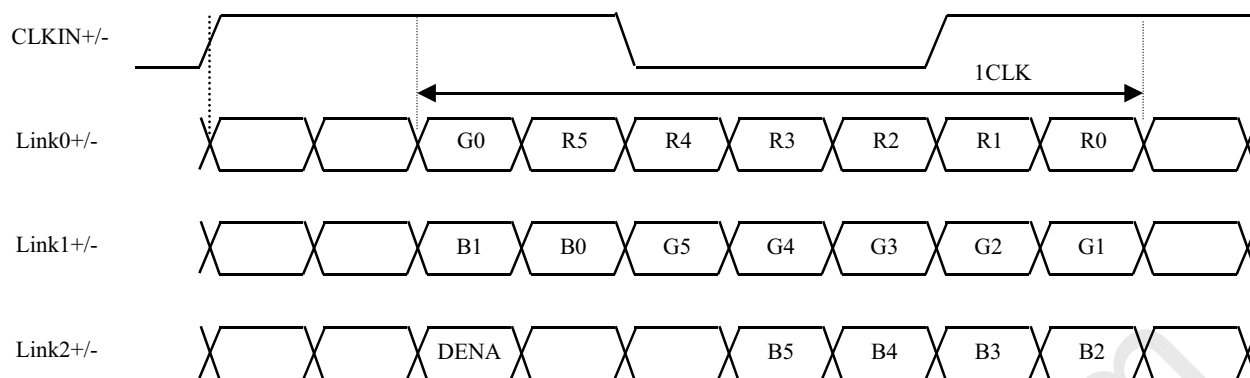 CLKIN+/-
1CLK
Link0+/- G0 R5 R4 R3 R2 R1 R0
Link1+/- B1 B0 G5 G4 G3 G2 G1
Link2+/- DENA B5 B4 B3 B2